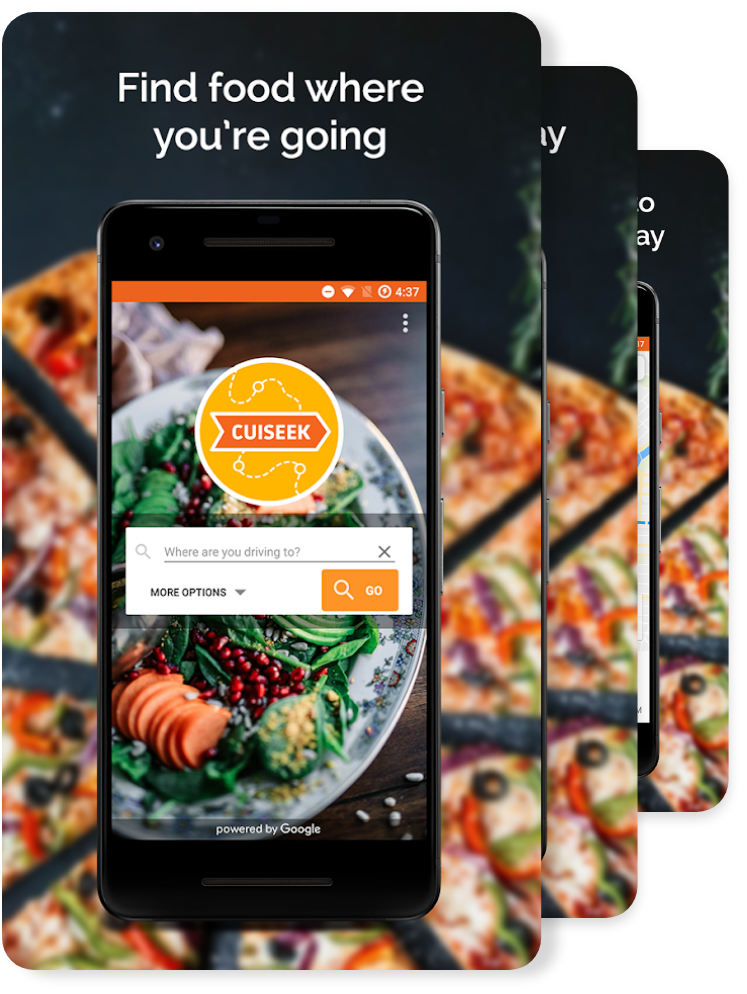 Find food where
you're going
ay
to
ay
4:37
CUISEEK
Where are you driving to?
MORE OPTIONS
GO
powered by Google